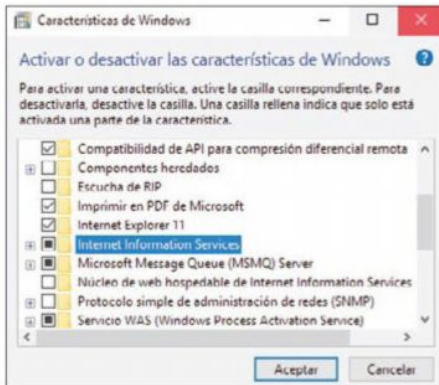 Características de Windows
Activar o desactivar las características de Windows
Para activar una característica, active la casilla correspondiente. Para
desactivarla, desactive la casilla. Una casilla rellena indica que solo está
activada una parte de la característica.
Compatibilidad de API para compresión diferencial remota
Componentes heredados
Escucha de RIP
Imprimir en PDF de Microsoft
Internet Explorer 11
Internet Information Services
Microsoft Message Queue (MSMQ) Server
Núcleo de web hospedable de Internet Information Services
Protocolo simple de administración de redes (SNMP)
Servicio WAS (Windows Process Activation Service)
Aceptar
Cancelar